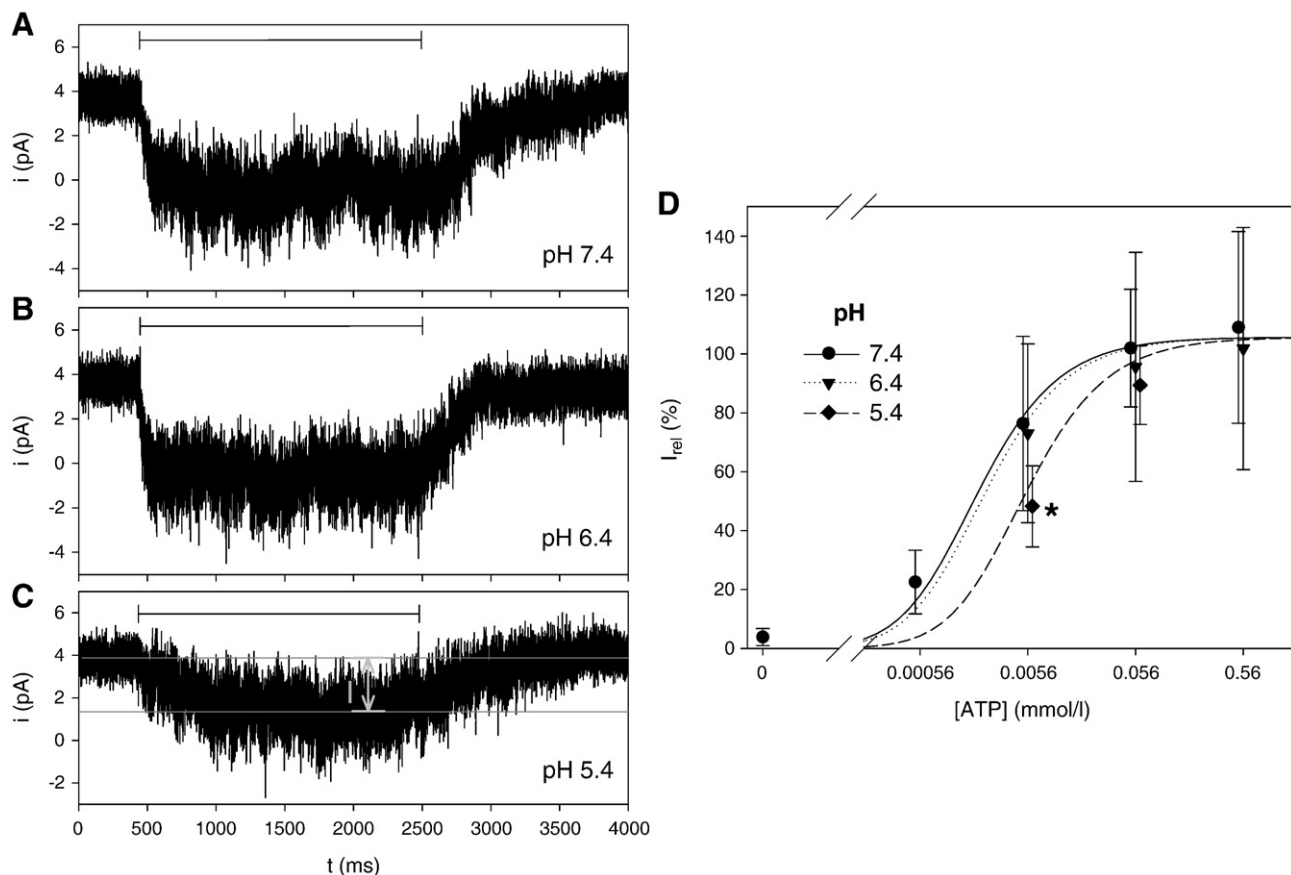 A
6
4
2
0
-2
-4
i (pA)
pH 7.4
B
6
4
2
0
-2
-4
i (pA)
pH 6.4
C
6
4
2
0
-2
i (pA)
I
pH 5.4
0 500 1000 1500 2000 2500 3000 3500 4000
t (ms)
D
140
120
100
80
60
40
20
0
I_rel (%)
pH
7.4
6.4
5.4
*
0 0.00056 0.0056 0.056 0.56
[ATP] (mmol/l)